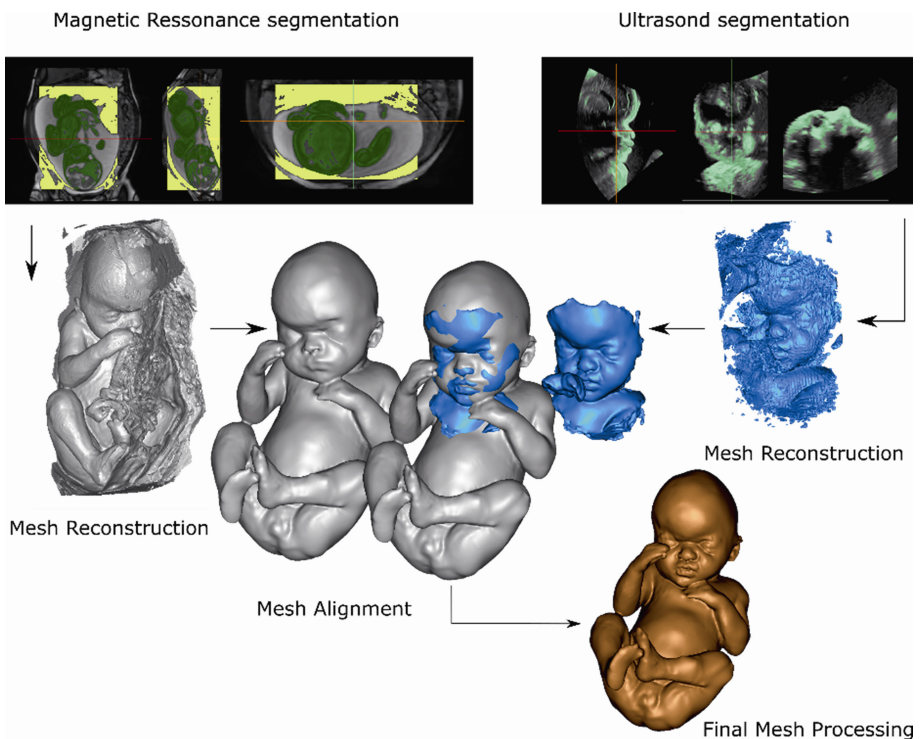 Magnetic Ressonance segmentation
Ultrasond segmentation
Mesh Reconstruction
Mesh Reconstruction
Mesh Alignment
Final Mesh Processing